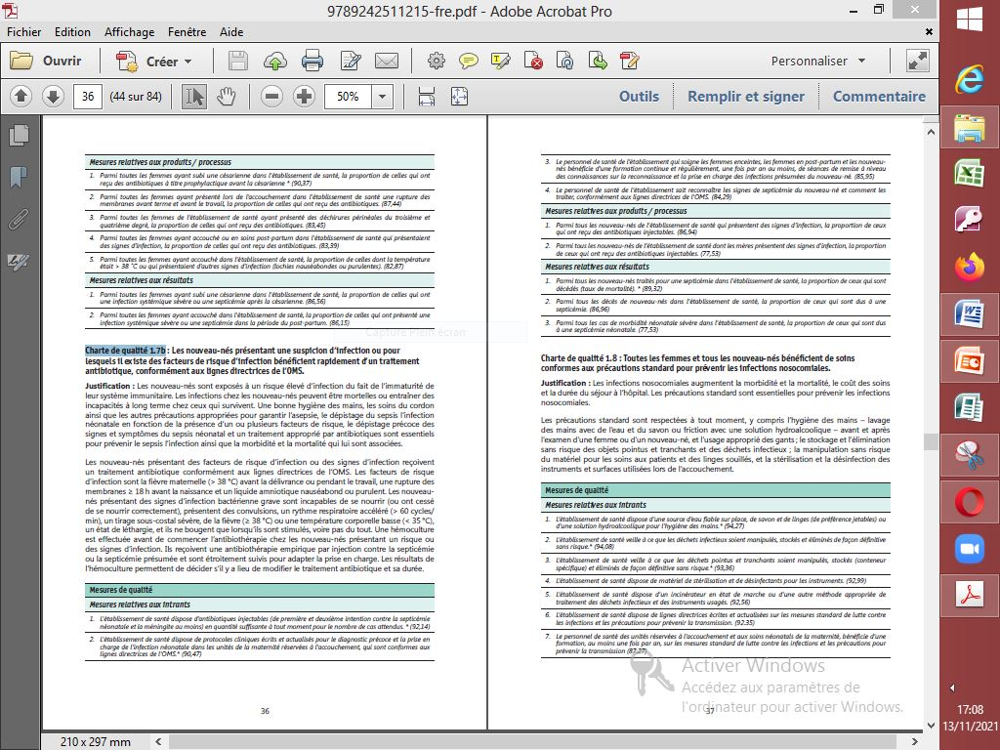 9789242511215-fre.pdf - Adobe Acrobat Pro
Fichier Edition Affichage Fenêtre Aide
Ouvrir Créer Personnaliser
36 (44 sur 84) 50% Outils Remplir et signer Commentaire
Mesures relatives aux produits / processus
1. Parmi toutes les femmes ayant subi une césarienne dans l'établissement de santé, la proportion de celles qui ont
reçu des antibiotiques à titre prophylactique avant la césarienne * (90,37)
2. Parmi toutes les femmes ayant présenté lors de l'accouchement dans l'établissement de santé une rupture des
membranes avant terme et avant le travail, la proportion de celles qui ont reçu des antibiotiques. (87,44)
3. Parmi toutes les femmes de l'établissement de santé ayant présenté des déchirures périnéales du troisième et
quatrième degré, la proportion de celles qui ont reçu des antibiotiques. (83,45)
4. Parmi toutes les femmes ayant accouché ou en soins post-partum dans l'établissement de santé qui présentaient
des signes d'infection, la proportion de celles qui ont reçu des antibiotiques. (83,39)
5. Parmi toutes les femmes ayant accouché dans l'établissement de santé, la proportion de celles dont la température
était > 38 °C ou qui présentaient d'autres signes d'infection (lochies nauséabondes ou purulentes). (82,87)
Mesures relatives aux résultats
1. Parmi toutes les femmes ayant subi une césarienne dans l'établissement de santé, la proportion de celles qui ont
une infection systémique sévère ou une septicémie après la césarienne. (86,56)
2. Parmi toutes les femmes ayant accouché dans l'établissement de santé, la proportion de celles qui ont présenté une
infection systémique sévère ou une septicémie dans la période du post-partum. (86,15)
Capture Plein écran
Charte de qualité 1.7b : Les nouveau-nés présentant une suspicion d'infection ou pour
lesquels il existe des facteurs de risque d'infection bénéficient rapidement d'un traitement
antibiotique, conformément aux lignes directrices de l'OMS.
Justification : Les nouveau-nés sont exposés à un risque élevé d'infection du fait de l'immaturité de
leur système immunitaire. Les infections chez les nouveau-nés peuvent être mortelles ou entraîner des
incapacités à long terme chez ceux qui survivent. Une bonne hygiène des mains, les soins du cordon
ainsi que les autres précautions appropriées pour garantir l'asepsie, le dépistage du sepsis l'infection
néonatale en fonction de la présence d'un ou plusieurs facteurs de risque, le dépistage précoce des
signes et symptômes du sepsis néonatal et un traitement approprié par antibiotiques sont essentiels
pour prévenir le sepsis l'infection ainsi que la morbidité et la mortalité qui lui sont associées.
Les nouveau-nés présentant des facteurs de risque d'infection ou des signes d'infection reçoivent
un traitement antibiotique conformément aux lignes directrices de l'OMS. Les facteurs de risque
d'infection sont la fièvre maternelle (> 38 °C) avant la délivrance ou pendant le travail, une rupture des
membranes ≥ 18 h avant la naissance et un liquide amniotique nauséabond ou purulent. Les nouveau-
nés présentant des signes d'infection bactérienne grave sont incapables de se nourrir (ou ont cessé
de se nourrir correctement), présentent des convulsions, un rythme respiratoire accéléré (> 60 cycles/
min), un tirage sous-costal sévère, de la fièvre (≥ 38 °C) ou une température corporelle basse (< 35 °C),
un état de léthargie, et ils ne bougent que lorsqu'ils sont stimulés, voire pas du tout. Une hémoculture
est effectuée avant de commencer l'antibiothérapie chez les nouveau-nés présentant un risque ou
des signes d'infection. Ils reçoivent une antibiothérapie empirique par injection contre la septicémie
ou la septicémie présumée et sont étroitement suivis pour adapter la prise en charge. Les résultats de
l'hémoculture permettent de décider s'il y a lieu de modifier le traitement antibiotique et sa durée.
Mesures de qualité
Mesures relatives aux intrants
1. L'établissement de santé dispose d'antibiotiques injectables (de première et deuxième intention contre la septicémie
néonatale et la méningite au moins) en quantité suffisante à tout moment pour le nombre de cas attendus. * (92,14)
2. L'établissement de santé dispose de protocoles cliniques écrits et actualisés pour le diagnostic précoce et la prise en
charge de l'infection néonatale dans les unités de la maternité réservées à l'accouchement, qui sont conformes aux
lignes directrices de l'OMS.* (90,47)
36
3. Le personnel de santé de l'établissement qui soigne les femmes enceintes, les femmes en post-partum et les nouveau-
nés bénéficie d'une formation continue et régulièrement, une fois par an au moins, de séances de remise à niveau
des connaissances sur la reconnaissance et la prise en charge des infections présumées du nouveau-né. (85,95)
4. Le personnel de santé de l'établissement sait reconnaître les signes de septicémie du nouveau-né et comment les
traiter, conformément aux lignes directrices de l'OMS. (84,29)
Mesures relatives aux produits / processus
1. Parmi tous les nouveau-nés de l'établissement de santé qui présentent des signes d'infection, la proportion de ceux
qui ont reçu des antibiotiques injectables. (86,94)
2. Parmi tous les nouveau-nés de l'établissement de santé dont les mères présentent des signes d'infection, la proportion
de ceux qui ont reçu des antibiotiques injectables. (77,53)
Mesures relatives aux résultats
1. Parmi tous les nouveau-nés traités pour une septicémie dans l'établissement de santé, la proportion de ceux qui sont
décédés (taux de mortalité). * (89,32)
2. Parmi tous les décès de nouveau-nés dans l'établissement de santé, la proportion de ceux qui sont dus à une
septicémie. (86,96)
3. Parmi tous les cas de morbidité néonatale sévère dans l'établissement de santé, la proportion de ceux qui sont dus
à une septicémie néonatale. (77,53)
Charte de qualité 1.8 : Toutes les femmes et tous les nouveau-nés bénéficient de soins
conformes aux précautions standard pour prévenir les infections nosocomiales.
Justification : Les infections nosocomiales augmentent la morbidité et la mortalité, le coût des soins
et la durée du séjour à l'hôpital. Les précautions standard sont essentielles pour prévenir les infections
nosocomiales.
Les précautions standard sont respectées à tout moment, y compris l'hygiène des mains – lavage
des mains avec de l'eau et du savon ou friction avec une solution hydroalcoolique – avant et après
l'examen d'une femme ou d'un nouveau-né, et l'usage approprié des gants ; le stockage et l'élimination
sans risque des objets pointus et tranchants et des déchets infectieux ; la manipulation sans risque
du matériel pour les soins aux patients et des linges souillés, et la stérilisation et la désinfection des
instruments et surfaces utilisées lors de l'accouchement.
Mesures de qualité
Mesures relatives aux intrants
1. L'établissement de santé dispose d'une source d'eau fiable sur place, de savon et de linges (de préférence jetables) ou
d'une solution hydroalcoolique pour l'hygiène des mains.* (94,27)
2. L'établissement de santé veille à ce que les déchets infectieux soient manipulés, stockés et éliminés de façon définitive
sans risque.* (94,08)
3. L'établissement de santé veille à ce que les déchets pointus et tranchants soient manipulés, stockés (conteneur
spécifique) et éliminés de façon définitive sans risque.* (93,36)
4. L'établissement de santé dispose de matériel de stérilisation et de désinfectants pour les instruments. (92,99)
5. L'établissement de santé dispose d'un incinérateur en état de marche ou d'une autre méthode appropriée de
traitement des déchets infectieux et des instruments usagés. (92,56)
6. L'établissement de santé dispose de lignes directrices écrites et actualisées sur les mesures standard de lutte contre
les infections et les précautions pour prévenir la transmission. (92.35)
7. Le personnel de santé des unités réservées à l'accouchement et aux soins néonatals de la maternité, bénéficie d'une
formation, au moins une fois par an, sur les mesures standard de lutte contre les infections et les précautions pour
prévenir la transmission (87,27)
37
Activer Windows
Accédez aux paramètres de
l'ordinateur pour activer Windows.
210 x 297 mm
17:08
13/11/2021